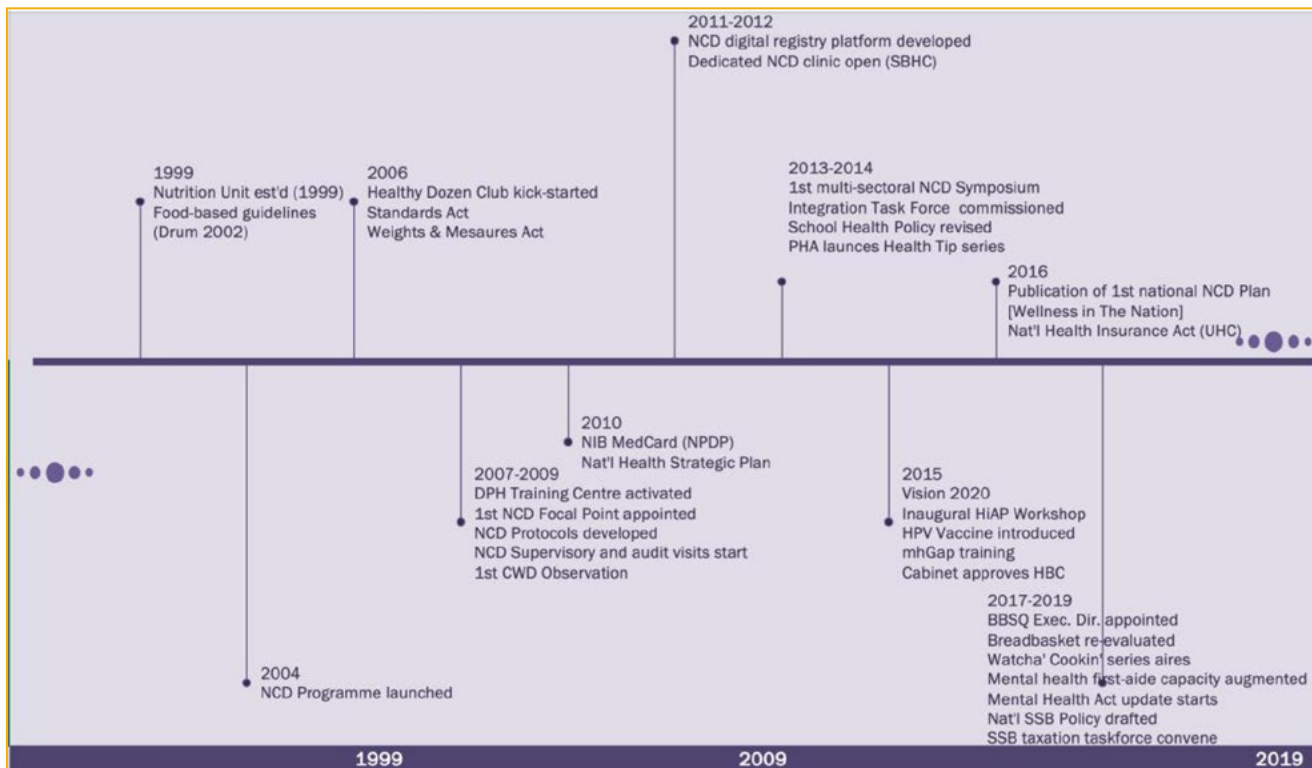 2011-2012
NCD digital registry platform developed
Dedicated NCD clinic open (SBHC)
1999
Nutrition Unit est'd (1999)
Food-based guidelines
(Drum 2002)
2006
Healthy Dozen Club kick-started
Standards Act
Weights & Mesaures Act
2013-2014
1st multi-sectoral NCD Symposium
Integration Task Force commissioned
School Health Policy revised
PHA launces Health Tip series
2016
Publication of 1st national NCD Plan
[Wellness in The Nation]
Nat'l Health Insurance Act (UHC)
2010
NIB MedCard (NPDP)
Nat'l Health Strategic Plan
2007-2009
DPH Training Centre activated
1st NCD Focal Point appointed
NCD Protocols developed
NCD Supervisory and audit visits start
1st CWD Observation
2015
Vision 2020
Inaugural HiAP Workshop
HPV Vaccine introduced
mhGap training
Cabinet approves HBC
2004
NCD Programme launched
2017-2019
BBSQ Exec. Dir. appointed
Breadbasket re-evaluated
Watcha' Cookin' series aires
Mental health first-aide capacity augmented
Mental Health Act update starts
Nat'l SSB Policy drafted
SSB taxation taskforce convene
1999
2009
2019